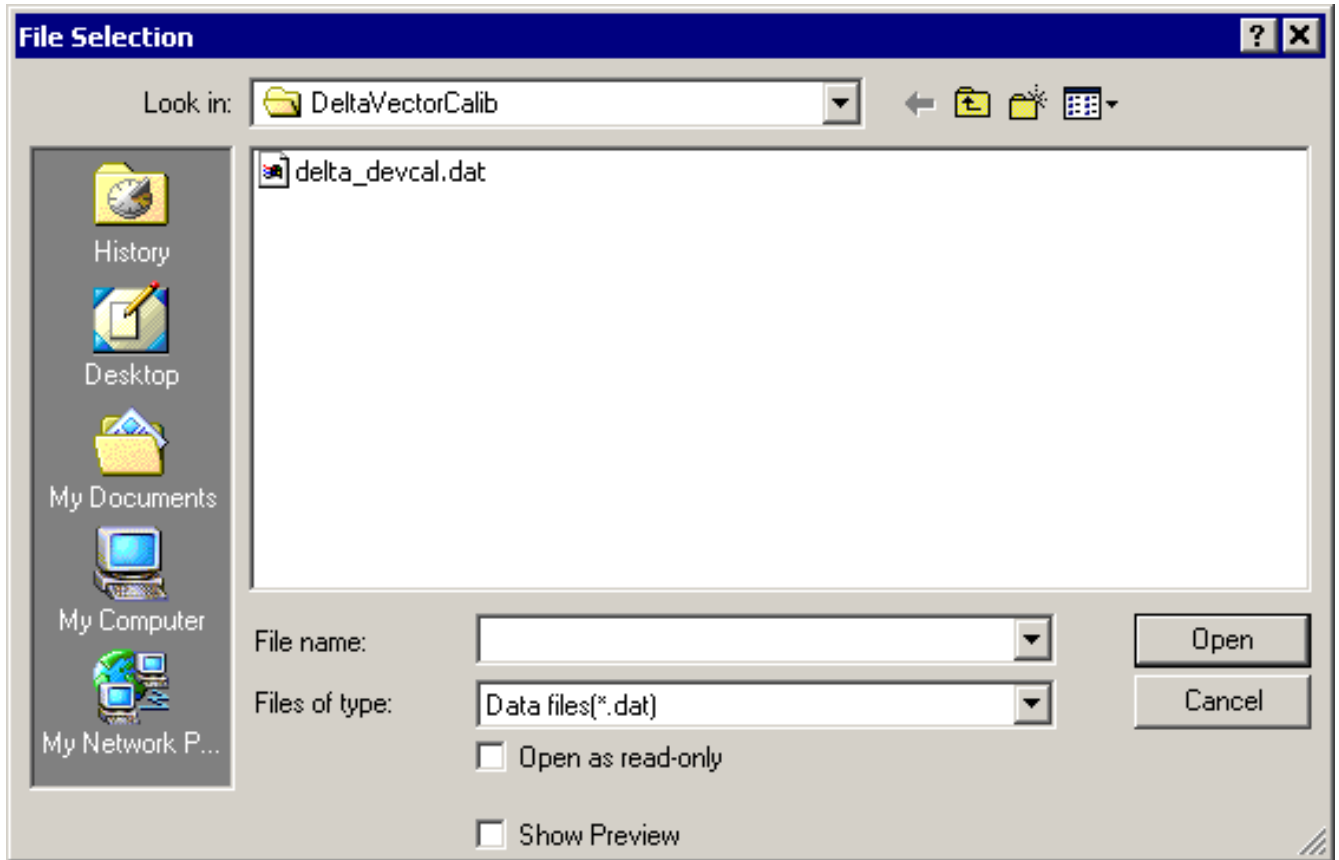 File Selection
Look in: DeltaVectorCalib
delta_devcal.dat
History
Desktop
My Documents
My Computer
My Network P...
File name:
Open
Files of type: Data files(*.dat)
Cancel
Open as read-only
Show Preview